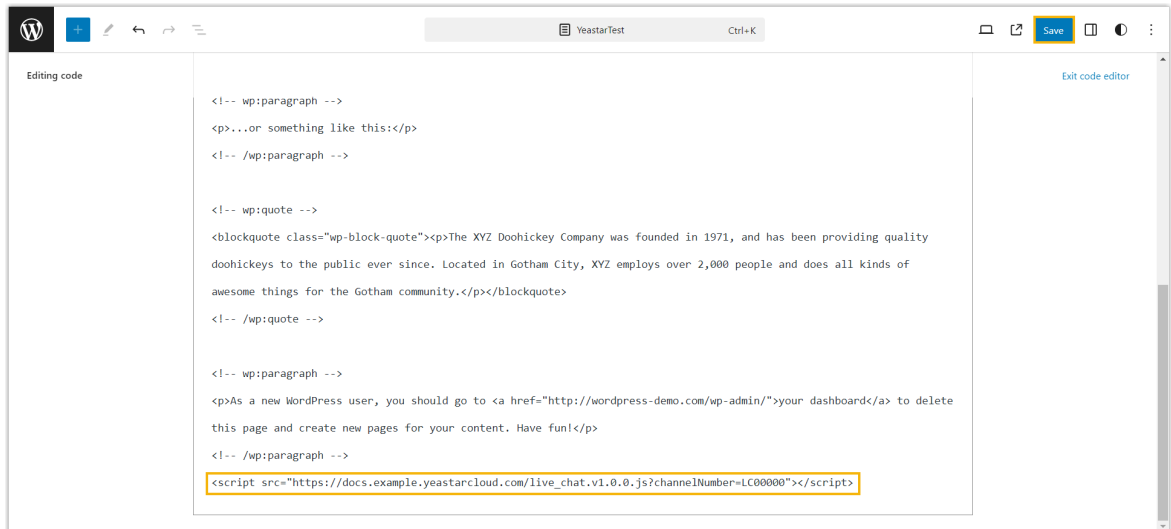 YeastarTest Ctrl+K
Save
Editing code
Exit code editor
<!-- wp:paragraph -->
<p>...or something like this:</p>
<!-- /wp:paragraph -->
<!-- wp:quote -->
<blockquote class="wp-block-quote"><p>The XYZ Doohickey Company was founded in 1971, and has been providing quality
doohickeys to the public ever since. Located in Gotham City, XYZ employs over 2,000 people and does all kinds of
awesome things for the Gotham community.</p></blockquote>
<!-- /wp:quote -->
<!-- wp:paragraph -->
<p>As a new WordPress user, you should go to <a href="http://wordpress-demo.com/wp-admin/">your dashboard</a> to delete
this page and create new pages for your content. Have fun!</p>
<!-- /wp:paragraph -->
<script src="https://docs.example.yeastarcloud.com/live_chat.v1.0.0.js?channelNumber=LC00000"></script>